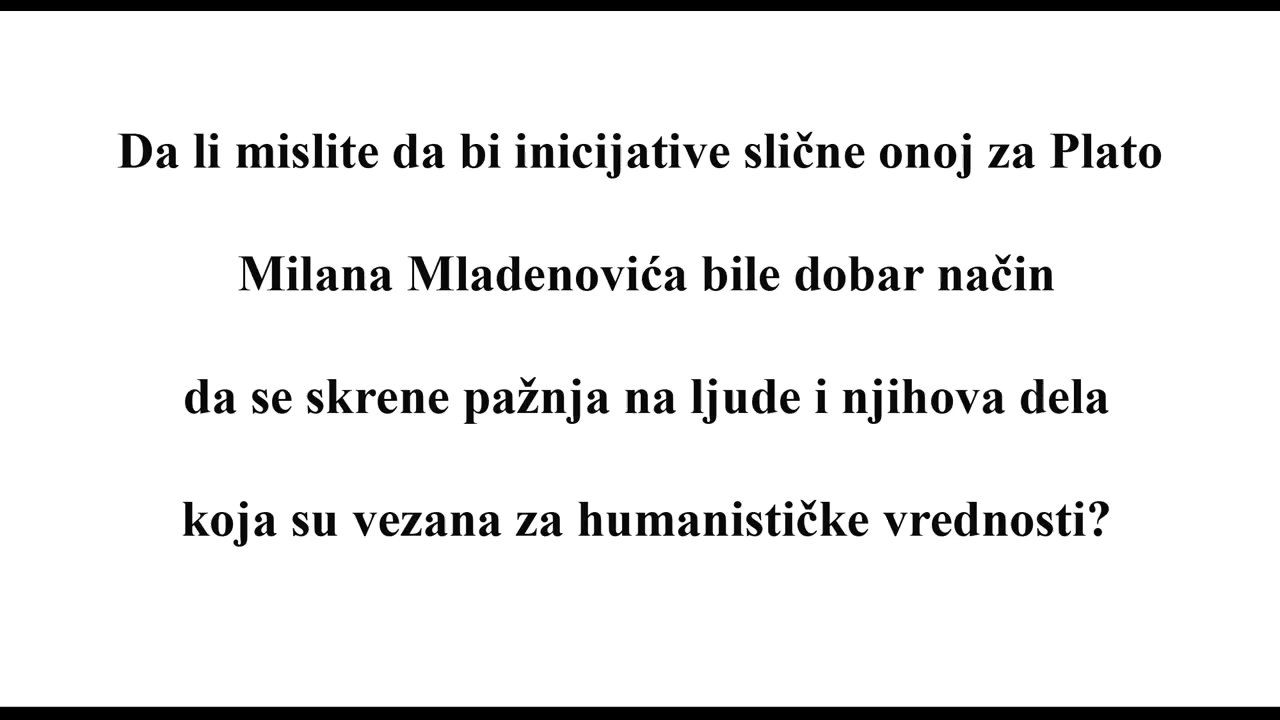 Da li mislite da bi inicijative slične onoj za Plato
Milana Mladenovića bile dobar način
da se skrene pažnja na ljude i njihova dela
koja su vezana za humanističke vrednosti?